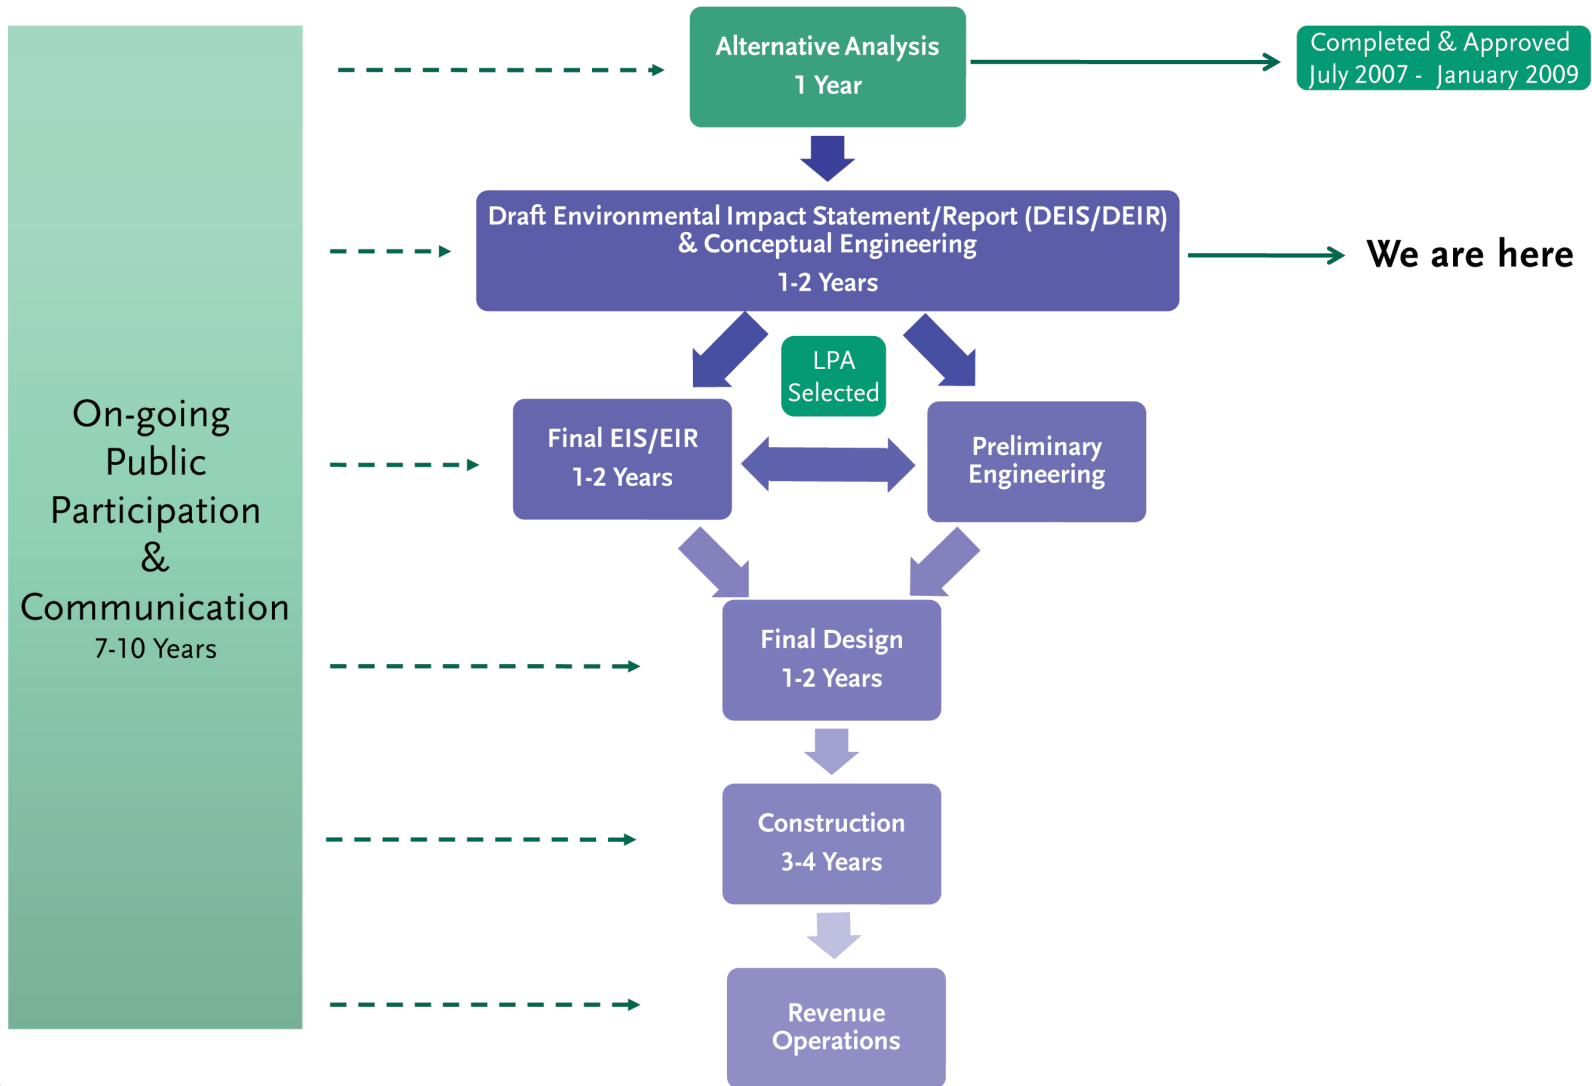 Alternative Analysis
1 Year
Completed & Approved
July 2007 - January 2009
Draft Environmental Impact Statement/Report (DEIS/DEIR)
& Conceptual Engineering
1-2 Years
We are here
LPA
Selected
On-going
Public
Participation
&
Communication
7-10 Years
Final EIS/EIR
1-2 Years
Preliminary
Engineering
Final Design
1-2 Years
Construction
3-4 Years
Revenue
Operations